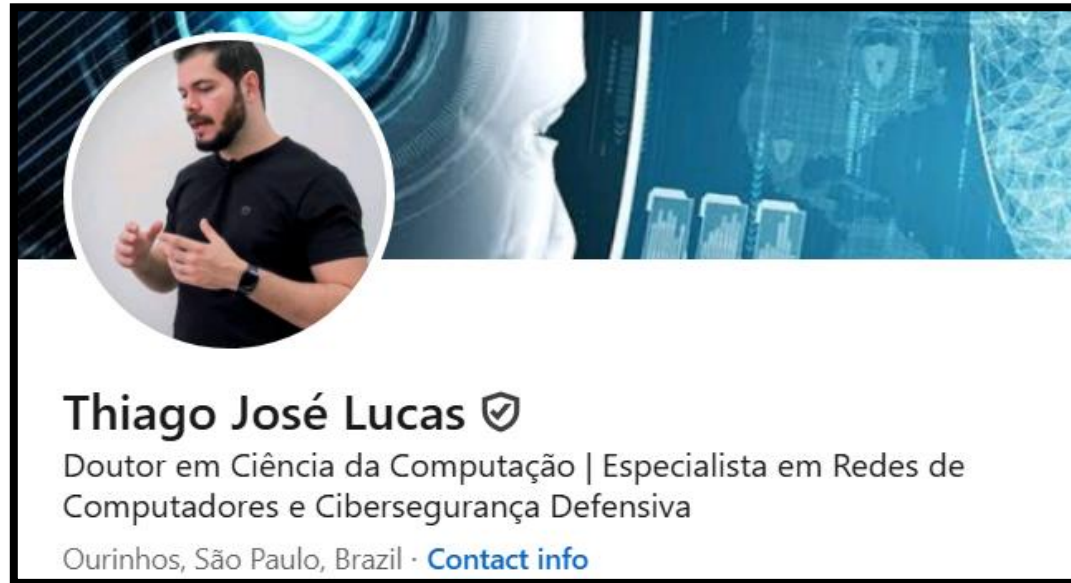 Thiago José Lucas
Doutor em Ciência da Computação | Especialista em Redes de
Computadores e Cibersegurança Defensiva
Ourinhos, São Paulo, Brazil · Contact info